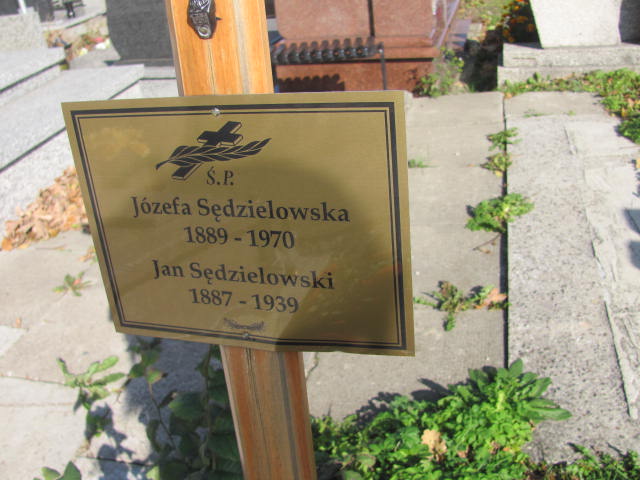 Ś.P.
Józefa Sędzielowska
1889 - 1970
Jan Sędzielowski
1887 - 1939